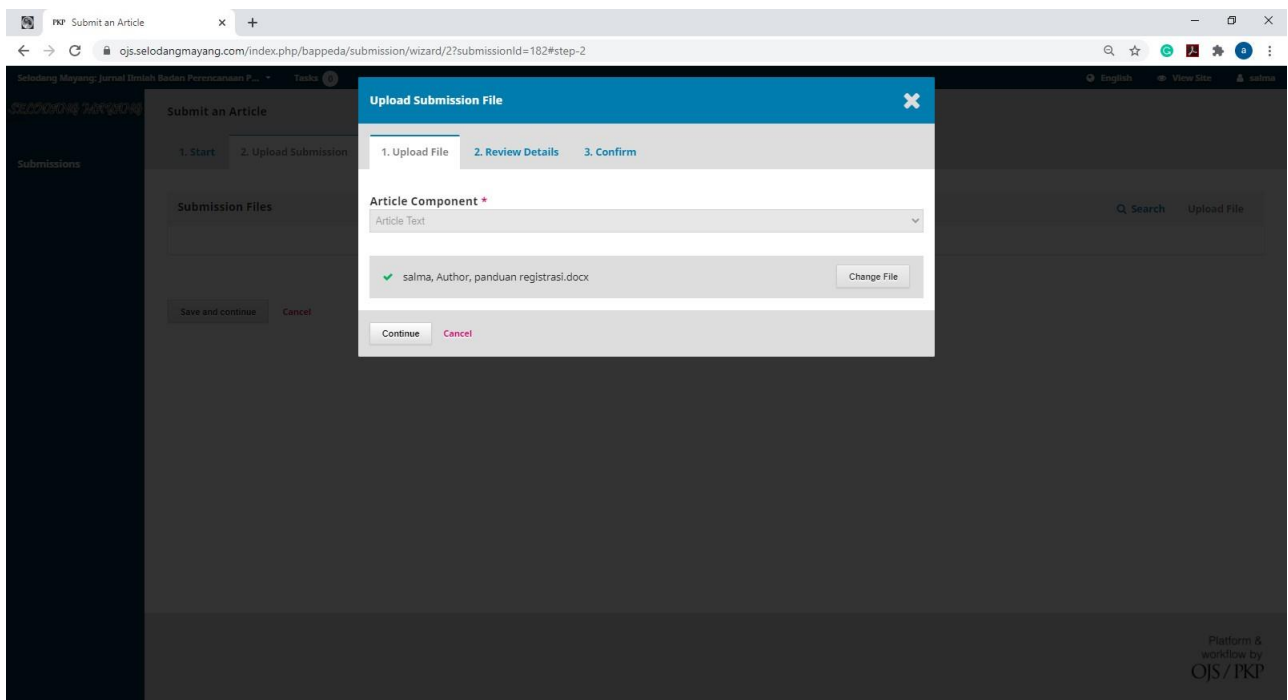 PKP Submit an Article
ojs.selodangmayang.com/index.php/bappeda/submission/wizard/2?submissionId=182#step-2
a
Selodang Mayang: Jurnal Ilmiah Badan Perencanaan P... Tasks 0 English View Site salma
Submit an Article
1. Start 2. Upload Submission
Submissions
Submission Files Search Upload File
Save and continue Cancel
Upload Submission File
1. Upload File 2. Review Details 3. Confirm
Article Component *
Article Text
salma, Author, panduan registrasi.docx Change File
Continue Cancel
Platform &
workflow by
OJS / PKP